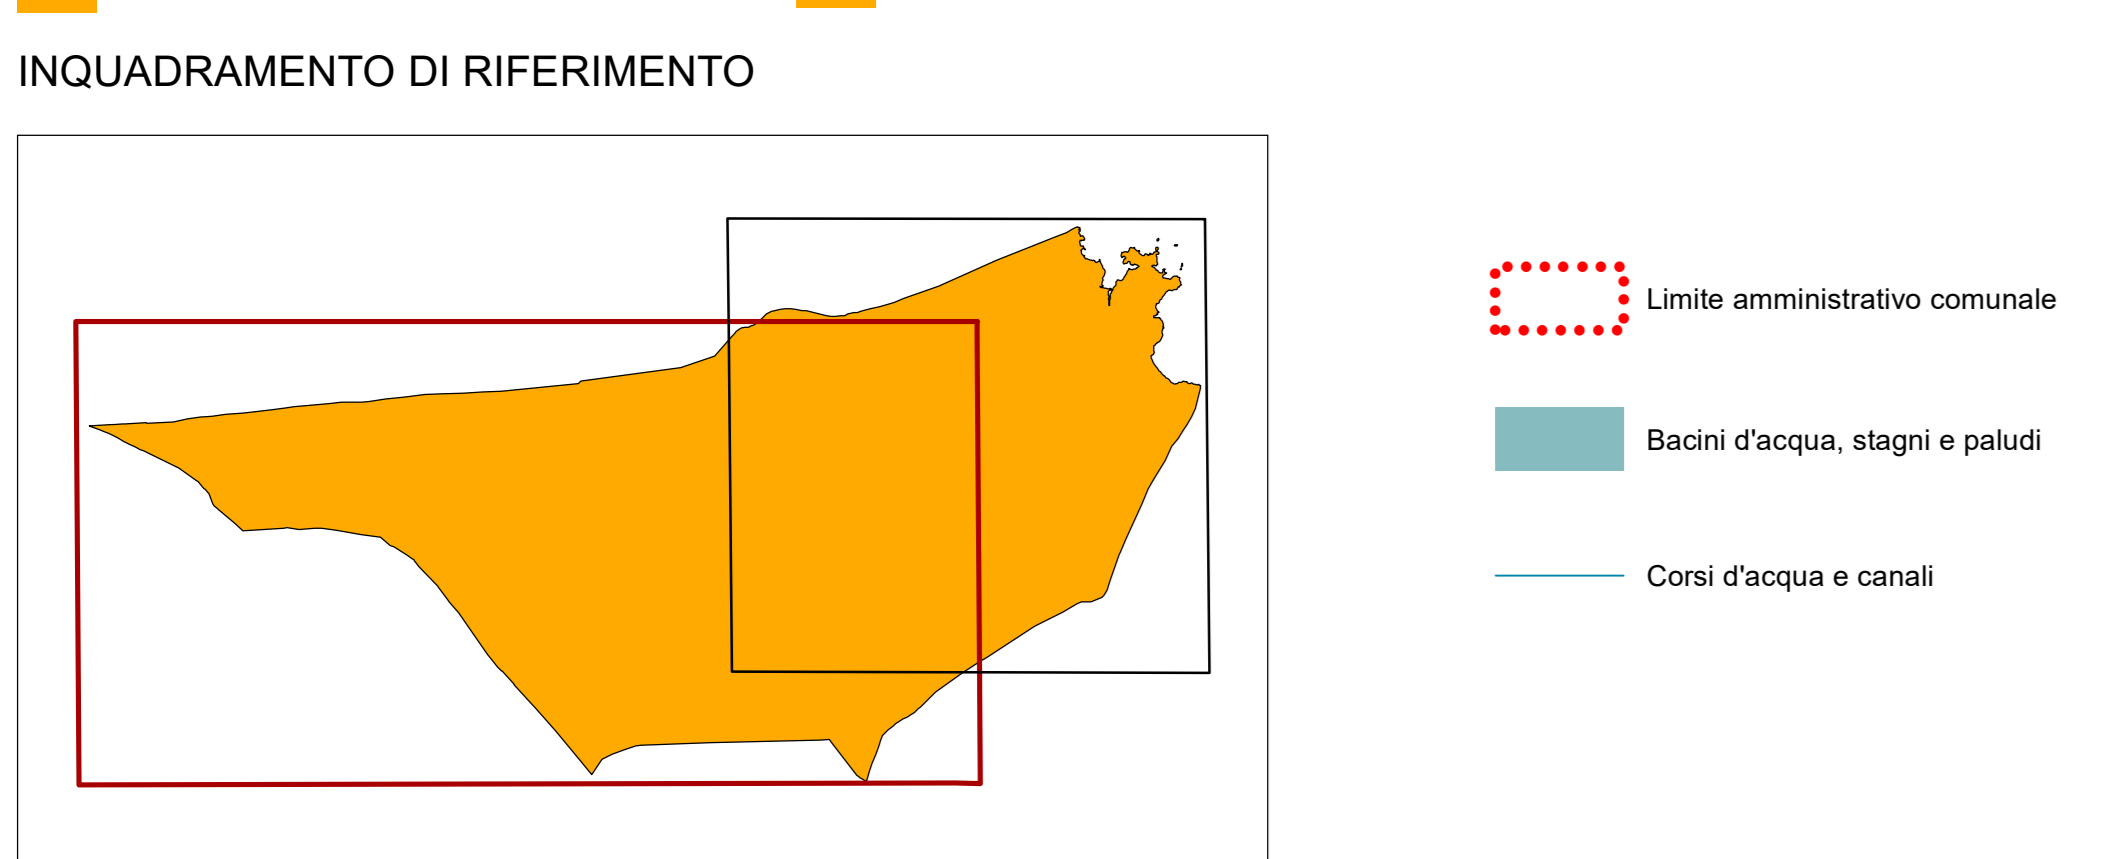 INQUADRAMENTO DI RIFERIMENTO
Limite amministrativo comunale
Bacini d'acqua, stagni e paludi
Corsi d'acqua e canali